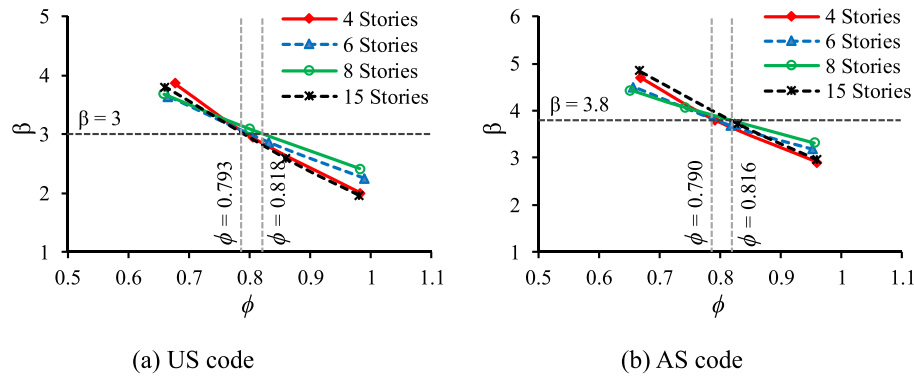 5
4
3
2
1
β
β = 3
4 Stories
6 Stories
8 Stories
15 Stories
ϕ = 0.793
ϕ = 0.818
0.5 0.6 0.7 0.8 0.9 1 1.1
ϕ
(a) US code
6
5
4
3
2
1
β
β = 3.8
4 Stories
6 Stories
8 Stories
15 Stories
ϕ = 0.790
ϕ = 0.816
0.5 0.6 0.7 0.8 0.9 1 1.1
ϕ
(b) AS code